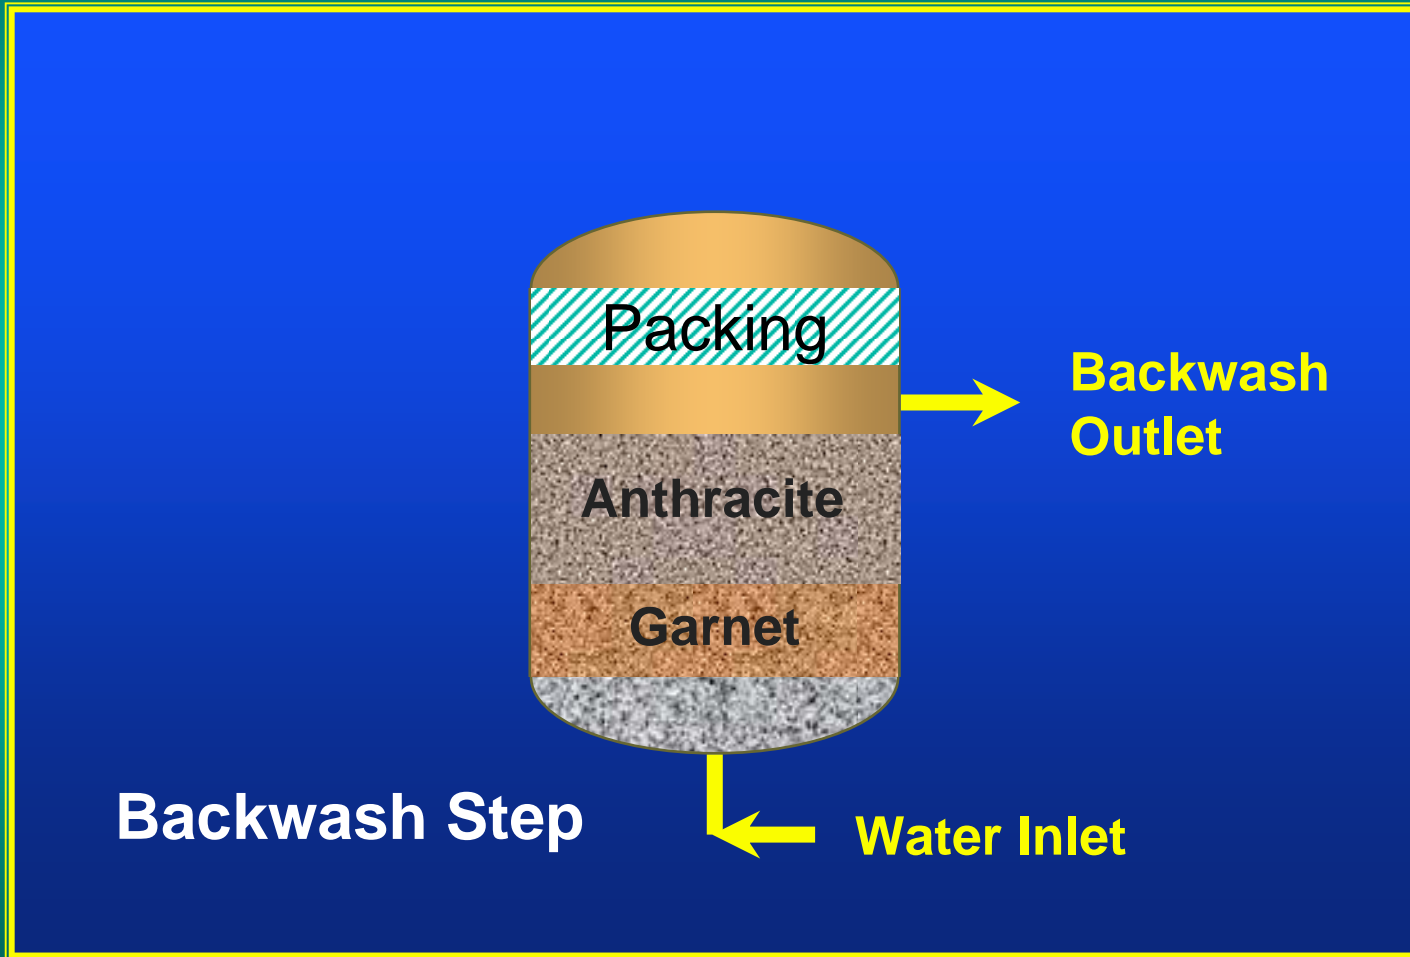 Packing
Backwash
Outlet
Anthracite
Garnet
Backwash Step
Water Inlet